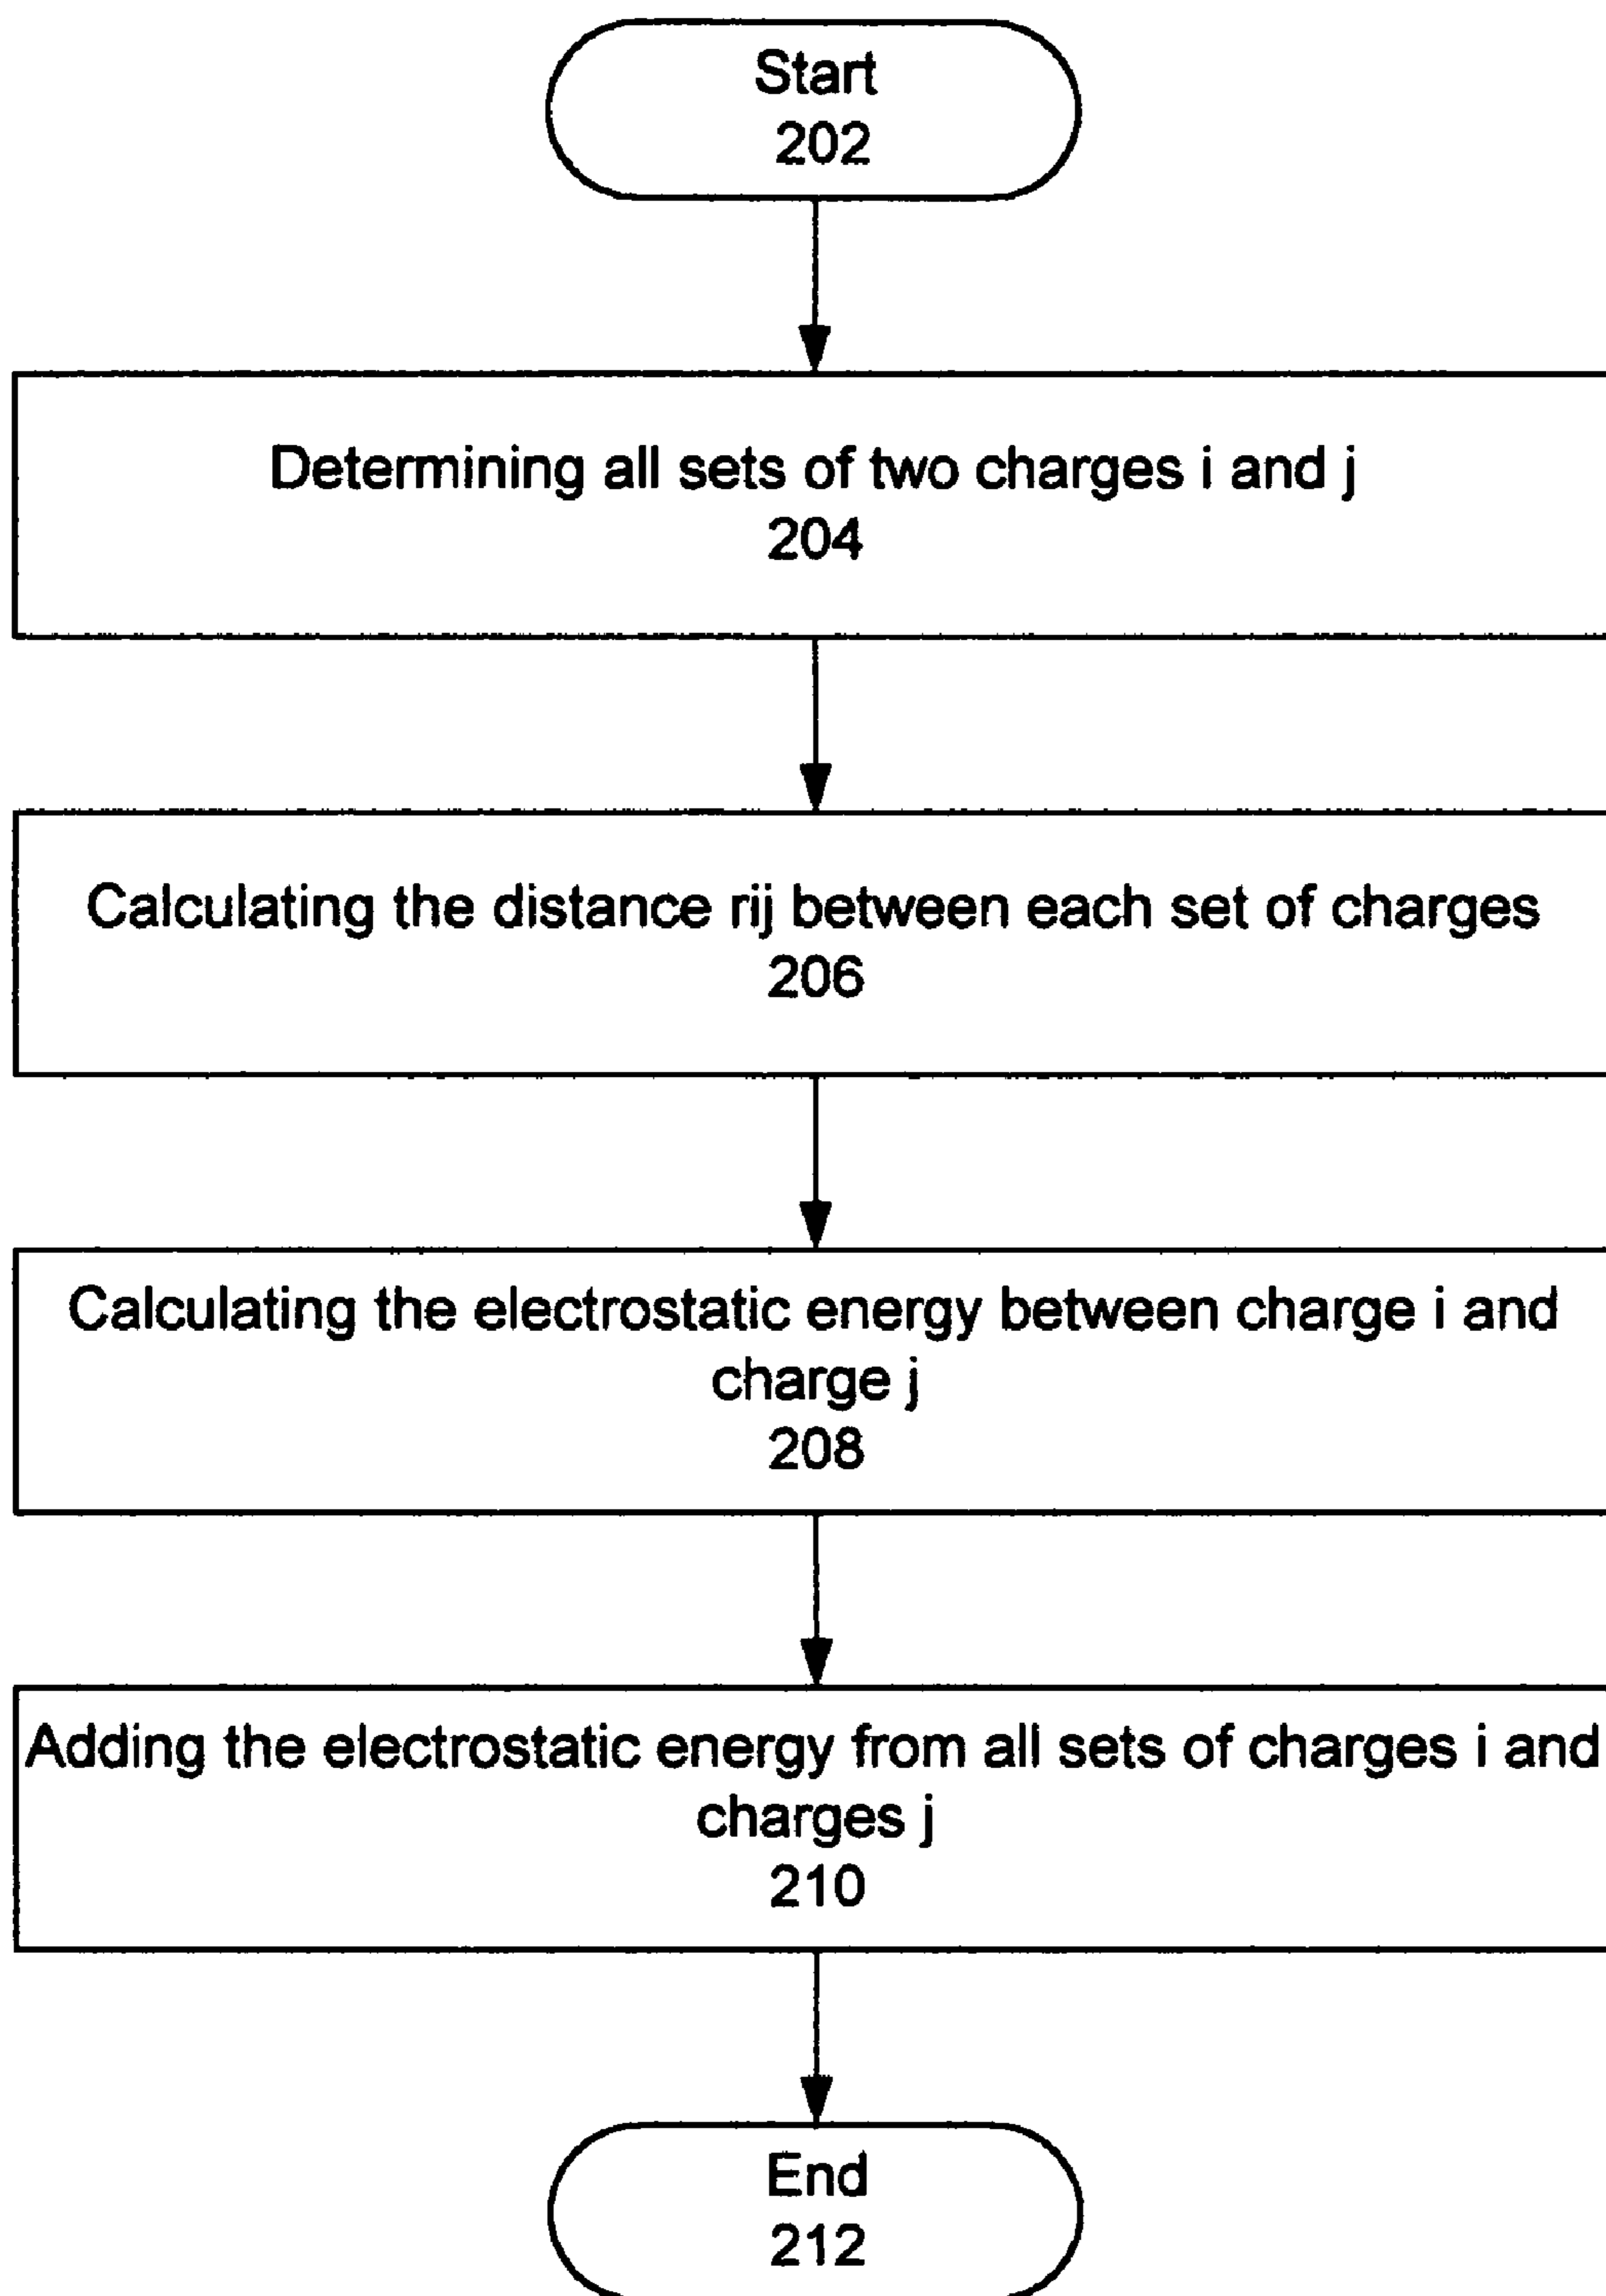 Start
202
Determining all sets of two charges i and j
204
Calculating the distance rij between each set of charges
206
Calculating the electrostatic energy between charge i and
charge j
208
Adding the electrostatic energy from all sets of charges i and
charges j
210
End
212